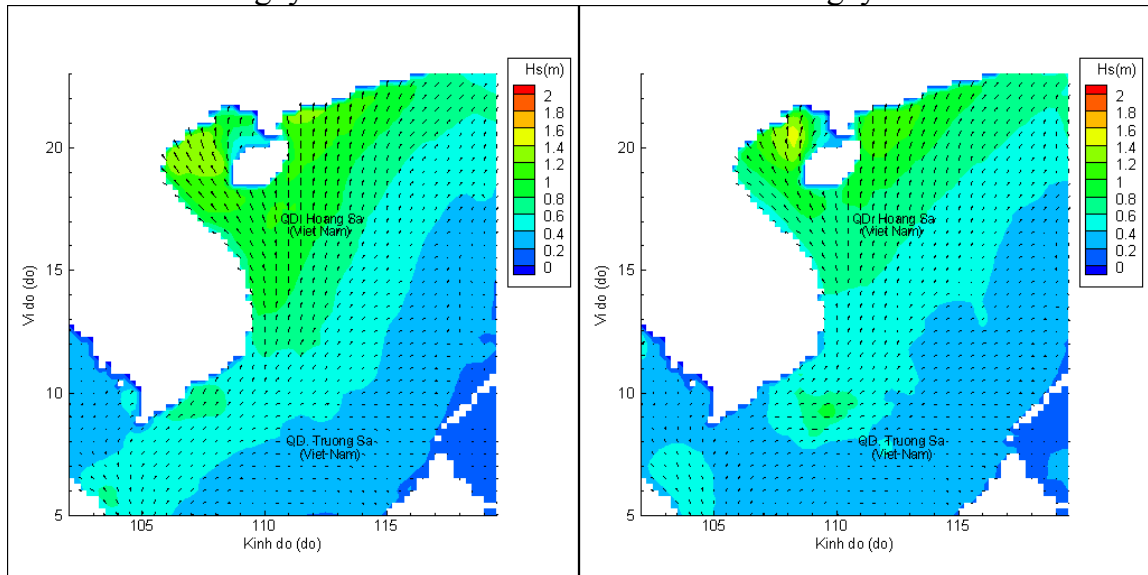 Hs(m)
2
1.8
1.6
1.4
1.2
1
0.8
0.6
0.4
0.2
0
20
15
10
5
Vi do (do)
QD. Hoang Sa
(Viet Nam)
QD. Truong Sa
(Viet-Nam)
105
110
115
Kinh do (do)
Hs(m)
2
1.8
1.6
1.4
1.2
1
0.8
0.6
0.4
0.2
0
20
15
10
5
Vi do (do)
QD. Hoang Sa
(Viet Nam)
QD. Truong Sa
(Viet-Nam)
105
110
115
Kinh do (do)